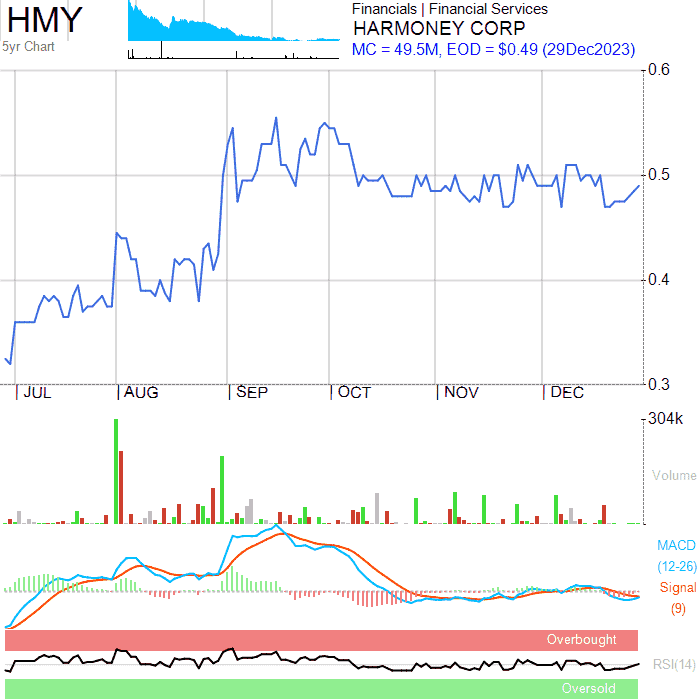 HMY
5yr Chart
Financials | Financial Services
HARMONEY CORP
MC = 49.5M, EOD = $0.49 (29Dec2023)
0.6
0.5
0.4
0.3
JUL AUG SEP OCT NOV DEC
304k
Volume
MACD
(12-26)
Signal
(9)
Overbought
RSI(14)
Oversold